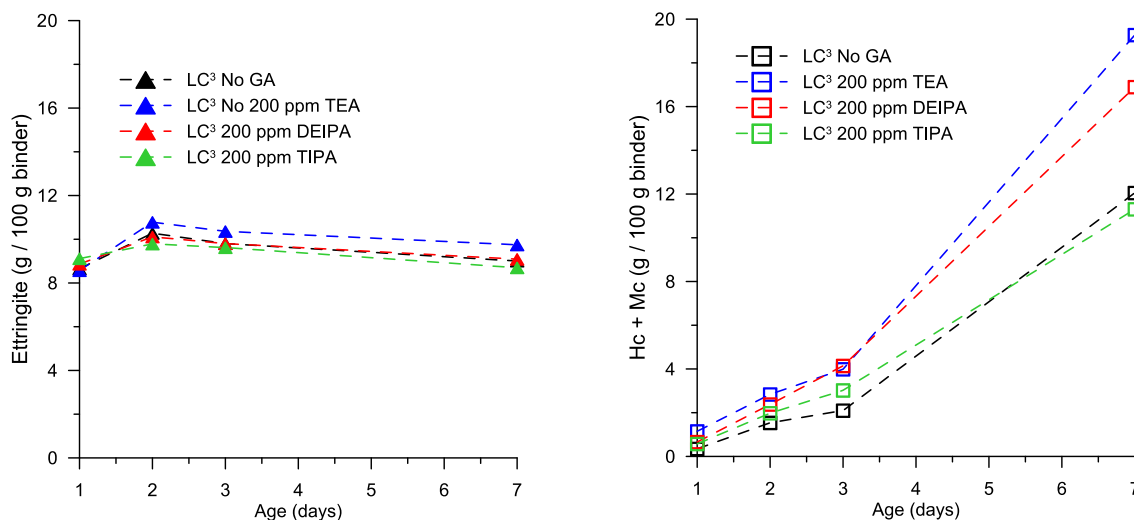 20
16
12
8
4
0
Ettringite (g / 100 g binder)
LC³ No GA
LC³ No 200 ppm TEA
LC³ 200 ppm DEIPA
LC³ 200 ppm TIPA
1 2 3 4 5 6 7
Age (days)
20
16
12
8
4
0
Hc + Mc (g / 100 g binder)
LC³ No GA
LC³ 200 ppm TEA
LC³ 200 ppm DEIPA
LC³ 200 ppm TIPA
1 2 3 4 5 6 7
Age (days)